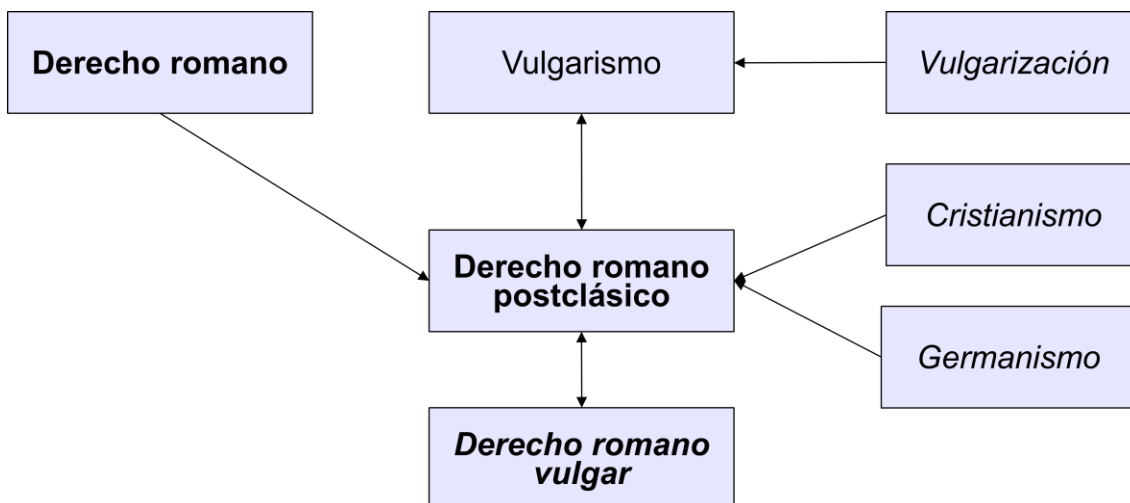 Derecho romano
Vulgarismo
Vulgarización
Cristianismo
Derecho romano
postclásico
Germanismo
Derecho romano
vulgar